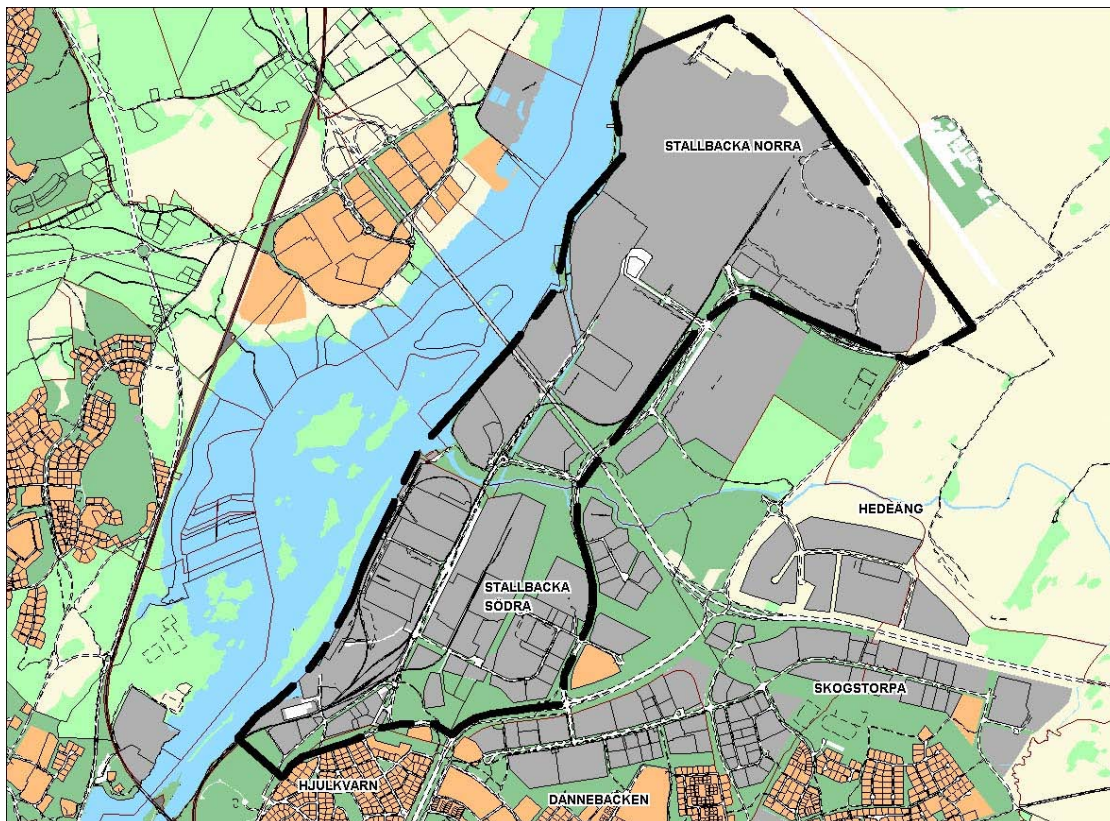 STALLBACKA NORRA
HEDEÄNG
STALLBACKA
SÖDRA
SKOGSTORPA
HJULKVARN
DANNEBACKEN